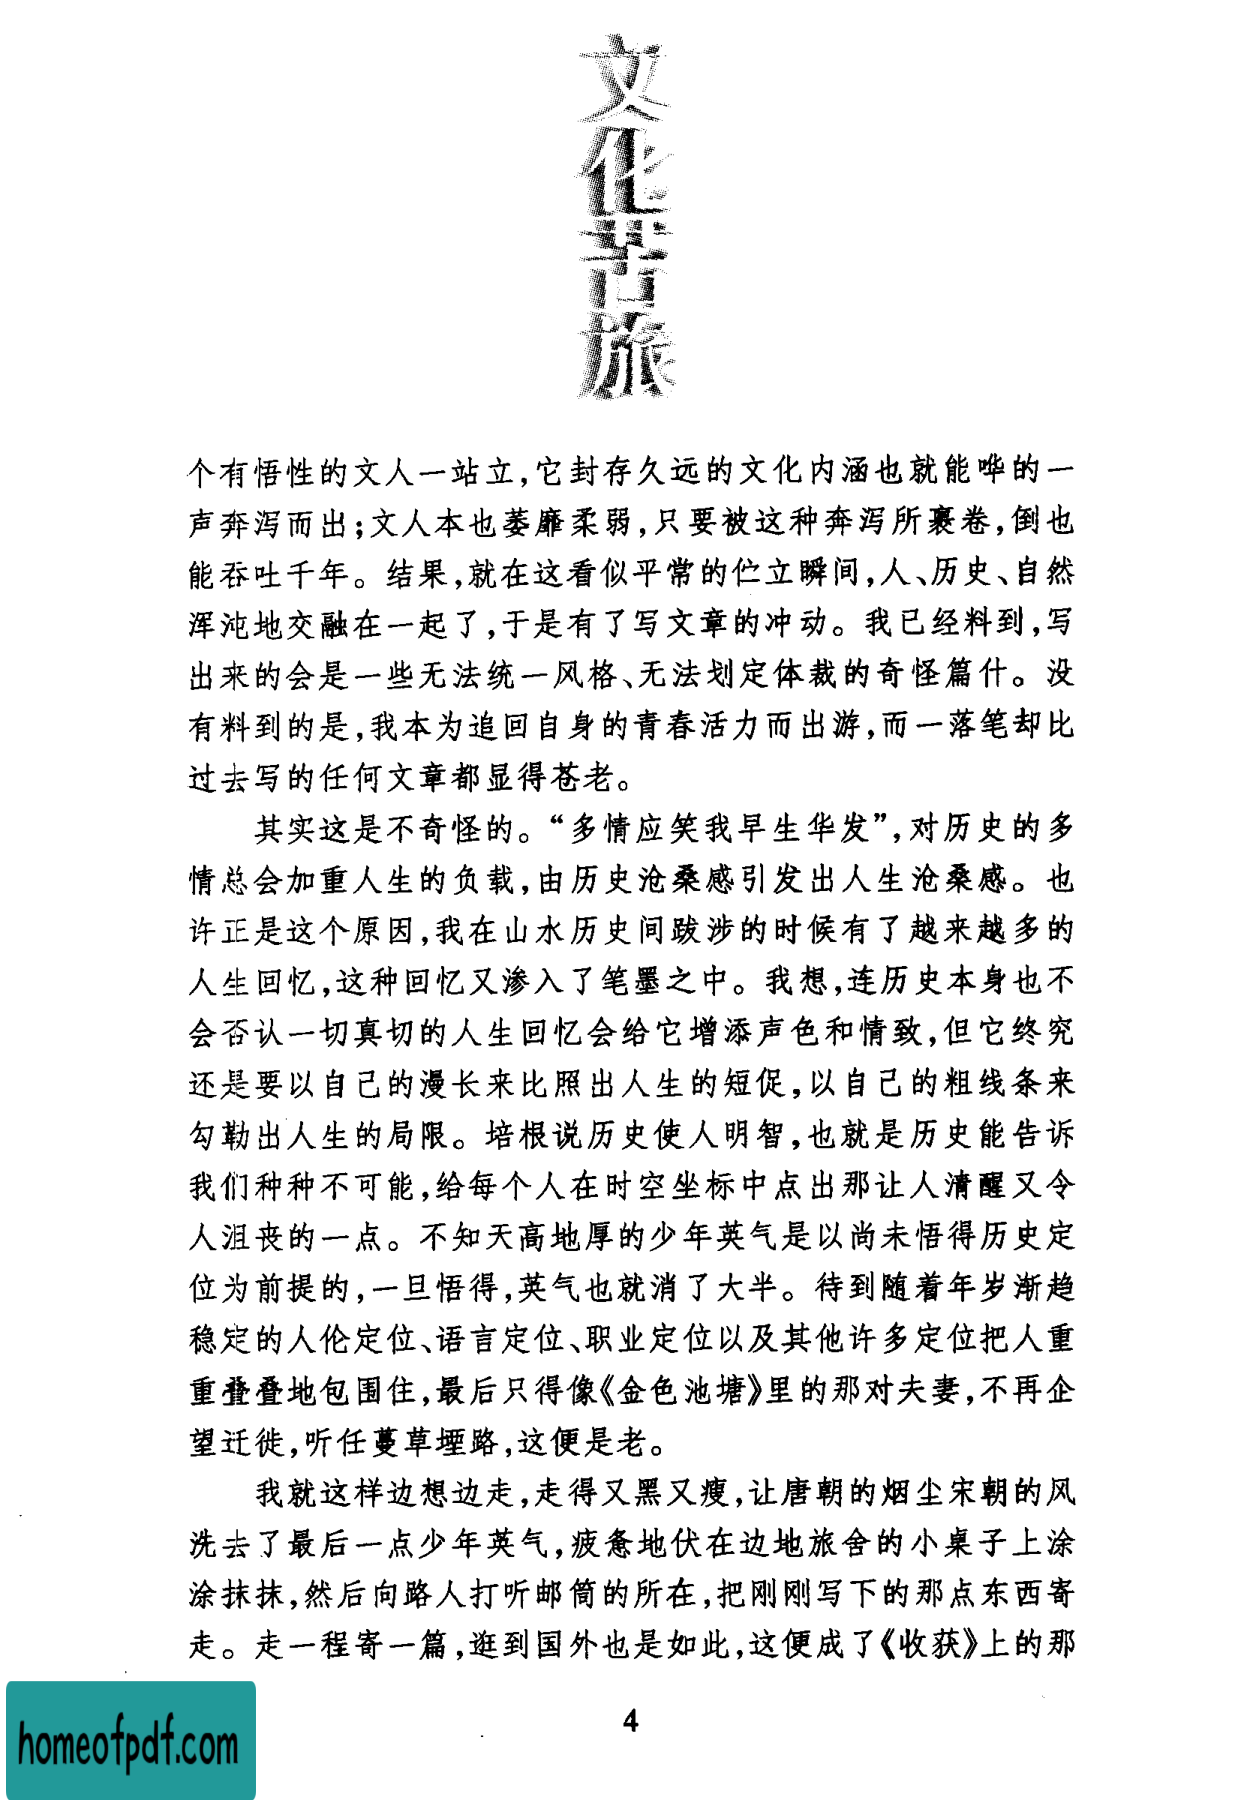 文化苦旅
个有悟性的文人一站立,它封存久远的文化内涵也就能哗的一
声奔泻而出;文人本也萎靡柔弱,只要被这种奔泻所裹卷,倒也
能吞吐千年。结果,就在这看似平常的伫立瞬间,人、历史、自然
浑沌地交融在一起了,于是有了写文章的冲动。我已经料到,写
出来的会是一些无法统一风格、无法划定体裁的奇怪篇什。没
有料到的是,我本为追回自身的青春活力而出游,而一落笔却比
过去写的任何文章都显得苍老。
其实这是不奇怪的。“多情应笑我早生华发”,对历史的多
情总会加重人生的负载,由历史沧桑感引发出人生沧桑感。也
许正是这个原因,我在山水历史间跋涉的时候有了越来越多的
人生回忆,这种回忆又渗入了笔墨之中。我想,连历史本身也不
会否认一切真切的人生回忆会给它增添声色和情致,但它终究
还是要以自己的漫长来比照出人生的短促,以自己的粗线条来
勾勒出人生的局限。培根说历史使人明智,也就是历史能告诉
我们种种不可能,给每个人在时空坐标中点出那让人清醒又令
人沮丧的一点。不知天高地厚的少年英气是以尚未悟得历史定
位为前提的,一旦悟得,英气也就消了大半。待到随着年岁渐趋
稳定的人伦定位、语言定位、职业定位以及其他许多定位把人重
重叠叠地包围住,最后只得像《金色池塘》里的那对夫妻,不再企
望迁徙,听任蔓草堙路,这便是老。
我就这样边想边走,走得又黑又瘦,让唐朝的烟尘宋朝的风
洗去了最后一点少年英气,疲惫地伏在边地旅舍的小桌子上涂
涂抹抹,然后向路人打听邮筒的所在,把刚刚写下的那点东西寄
走。走一程寄一篇,逛到国外也是如此,这便成了《收获》上的那
4
homeofpdf.com